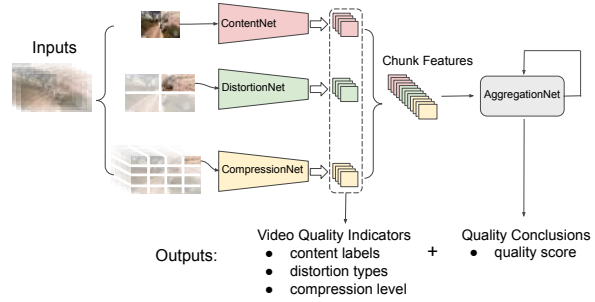 Inputs
ContentNet
DistortionNet
CompressionNet
Chunk Features
AggregationNet
Outputs:
Video Quality Indicators
● content labels
● distortion types
● compression level
+
Quality Conclusions
● quality score